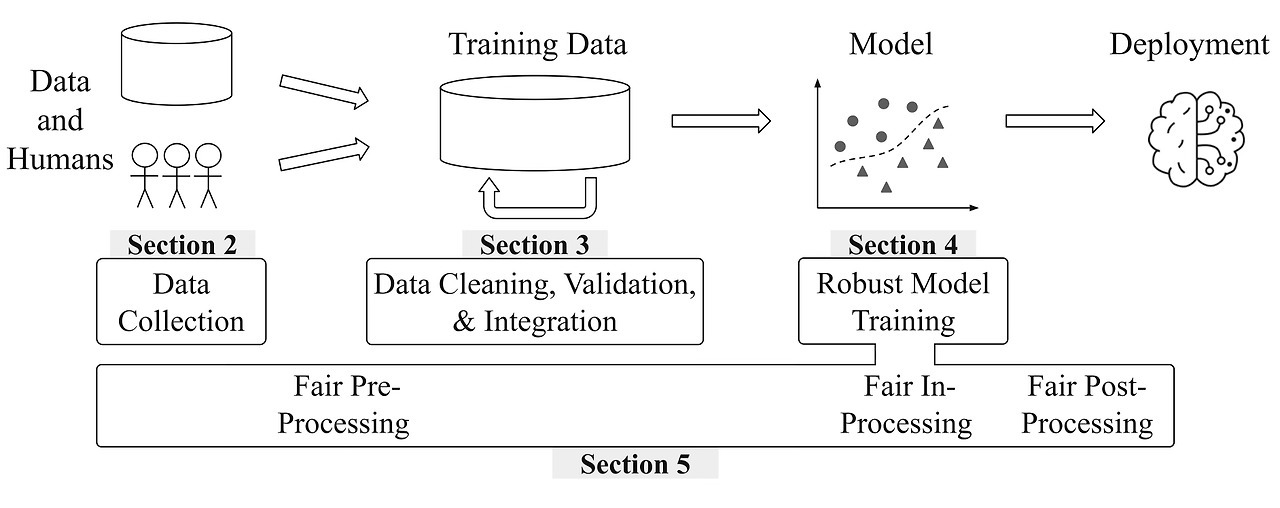 Data
and
Humans
Training Data
Model
Deployment
Section 2
Data
Collection
Section 3
Data Cleaning, Validation,
& Integration
Section 4
Robust Model
Training
Fair Pre-
Processing
Fair In-
Processing
Fair Post-
Processing
Section 5